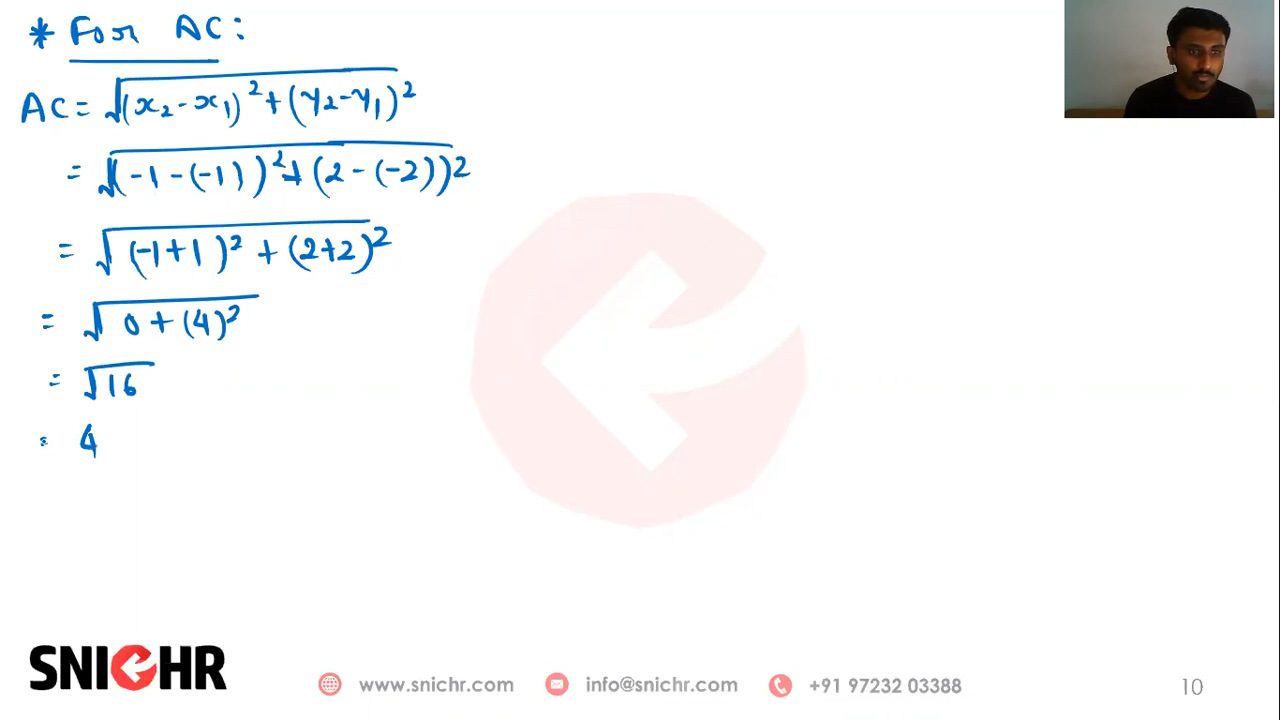 * For AC:
AC = √(x₂-x₁)² + (y₂-y₁)²
= √(-1-(-1))² + (2-(-2))²
= √(-1+1)² + (2+2)²
= √0+(4)²
= √16
= 4
SNICHR
www.snichr.com info@snichr.com +91 97232 03388 10